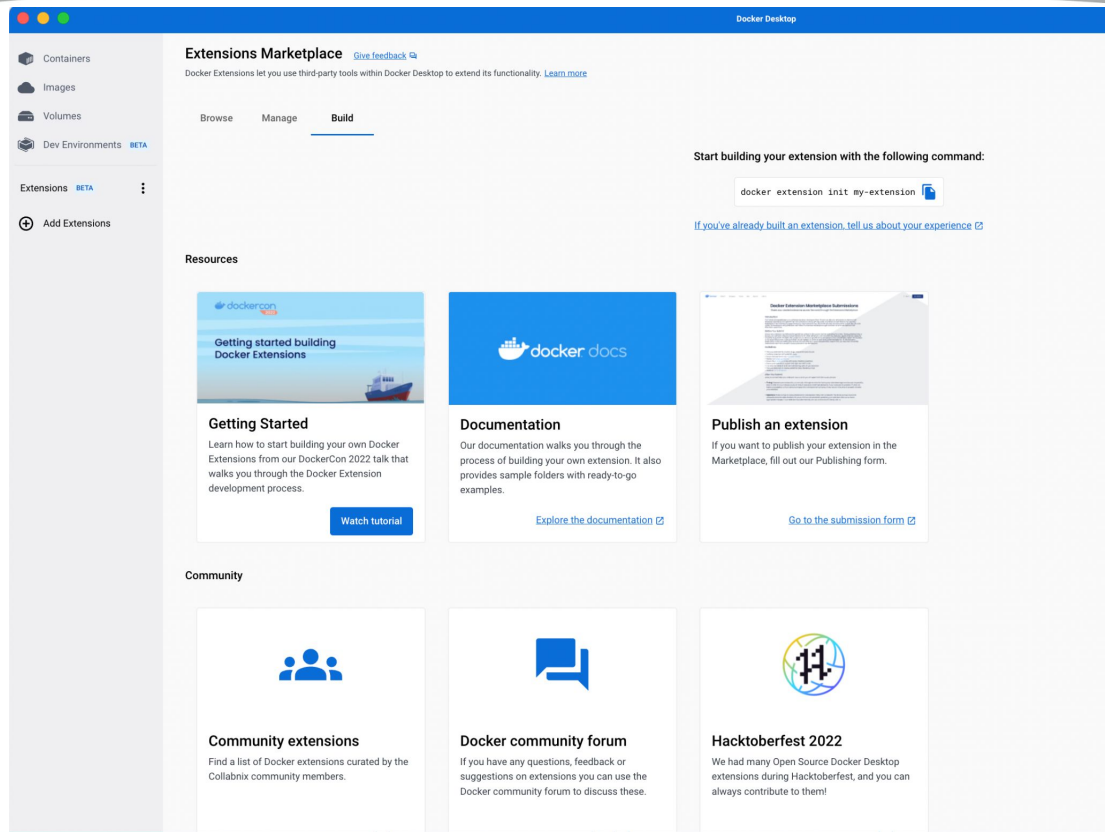 Docker Desktop
Containers
Images
Volumes
Dev Environments BETA
Extensions BETA
Add Extensions
Extensions Marketplace Give feedback
Docker Extensions let you use third-party tools within Docker Desktop to extend its functionality. Learn more
Browse Manage Build
Start building your extension with the following command:
docker extension init my-extension
If you've already built an extension, tell us about your experience
Resources
dockercon
Getting started building
Docker Extensions
Getting Started
Learn how to start building your own Docker
Extensions from our DockerCon 2022 talk that
walks you through the Docker Extension
development process.
Watch tutorial
docker docs
Documentation
Our documentation walks you through the
process of building your own extension. It also
provides sample folders with ready-to-go
examples.
Explore the documentation
Docker Extension Marketplace Submissions
Publish an extension
If you want to publish your extension in the
Marketplace, fill out our Publishing form.
Go to the submission form
Community
Community extensions
Find a list of Docker extensions curated by the
Collabnix community members.
Docker community forum
If you have any questions, feedback or
suggestions on extensions you can use the
Docker community forum to discuss these.
Hacktoberfest 2022
We had many Open Source Docker Desktop
extensions during Hacktoberfest, and you can
always contribute to them!